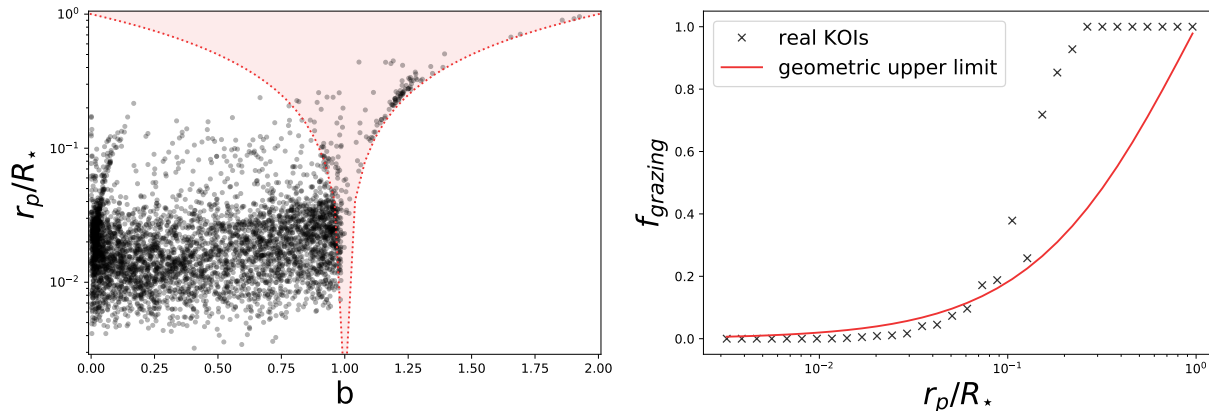 10⁰
10⁻¹
10⁻²
r_p/R⋆
0.00 0.25 0.50 0.75 1.00 1.25 1.50 1.75 2.00
b
1.0
0.8
0.6
0.4
0.2
0.0
f_grazing
real KOIs
geometric upper limit
10⁻² 10⁻¹ 10⁰
r_p/R⋆